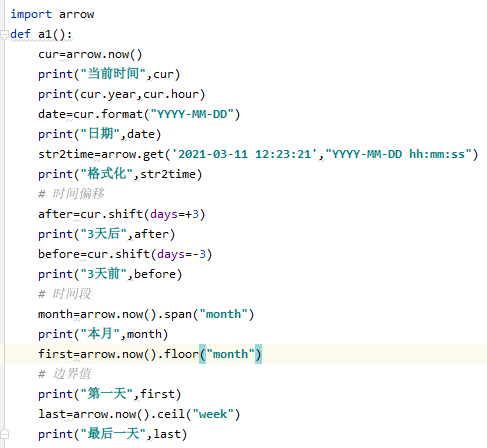 import arrow
def a1():
    cur=arrow.now()
    print("当前时间",cur)
    print(cur.year,cur.hour)
    date=cur.format("YYYY-MM-DD")
    print("日期",date)
    str2time=arrow.get('2021-03-11 12:23:21',"YYYY-MM-DD hh:mm:ss")
    print("格式化",str2time)
    # 时间偏移
    after=cur.shift(days=+3)
    print("3天后",after)
    before=cur.shift(days=-3)
    print("3天前",before)
    # 时间段
    month=arrow.now().span("month")
    print("本月",month)
    first=arrow.now().floor("month")
    # 边界值
    print("第一天",first)
    last=arrow.now().ceil("week")
    print("最后一天",last)